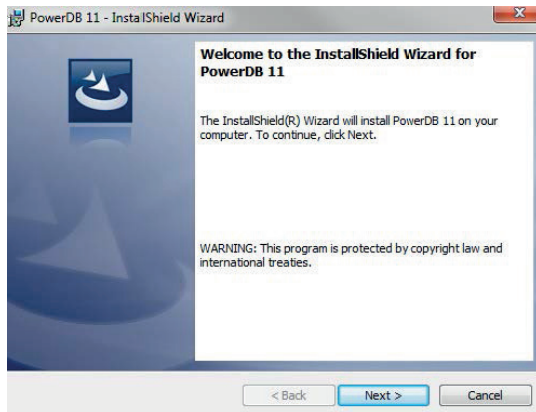 PowerDB 11 - InstallShield Wizard
Welcome to the InstallShield Wizard for
PowerDB 11
The InstallShield(R) Wizard will install PowerDB 11 on your
computer. To continue, click Next.
WARNING: This program is protected by copyright law and
international treaties.
< Back Next > Cancel